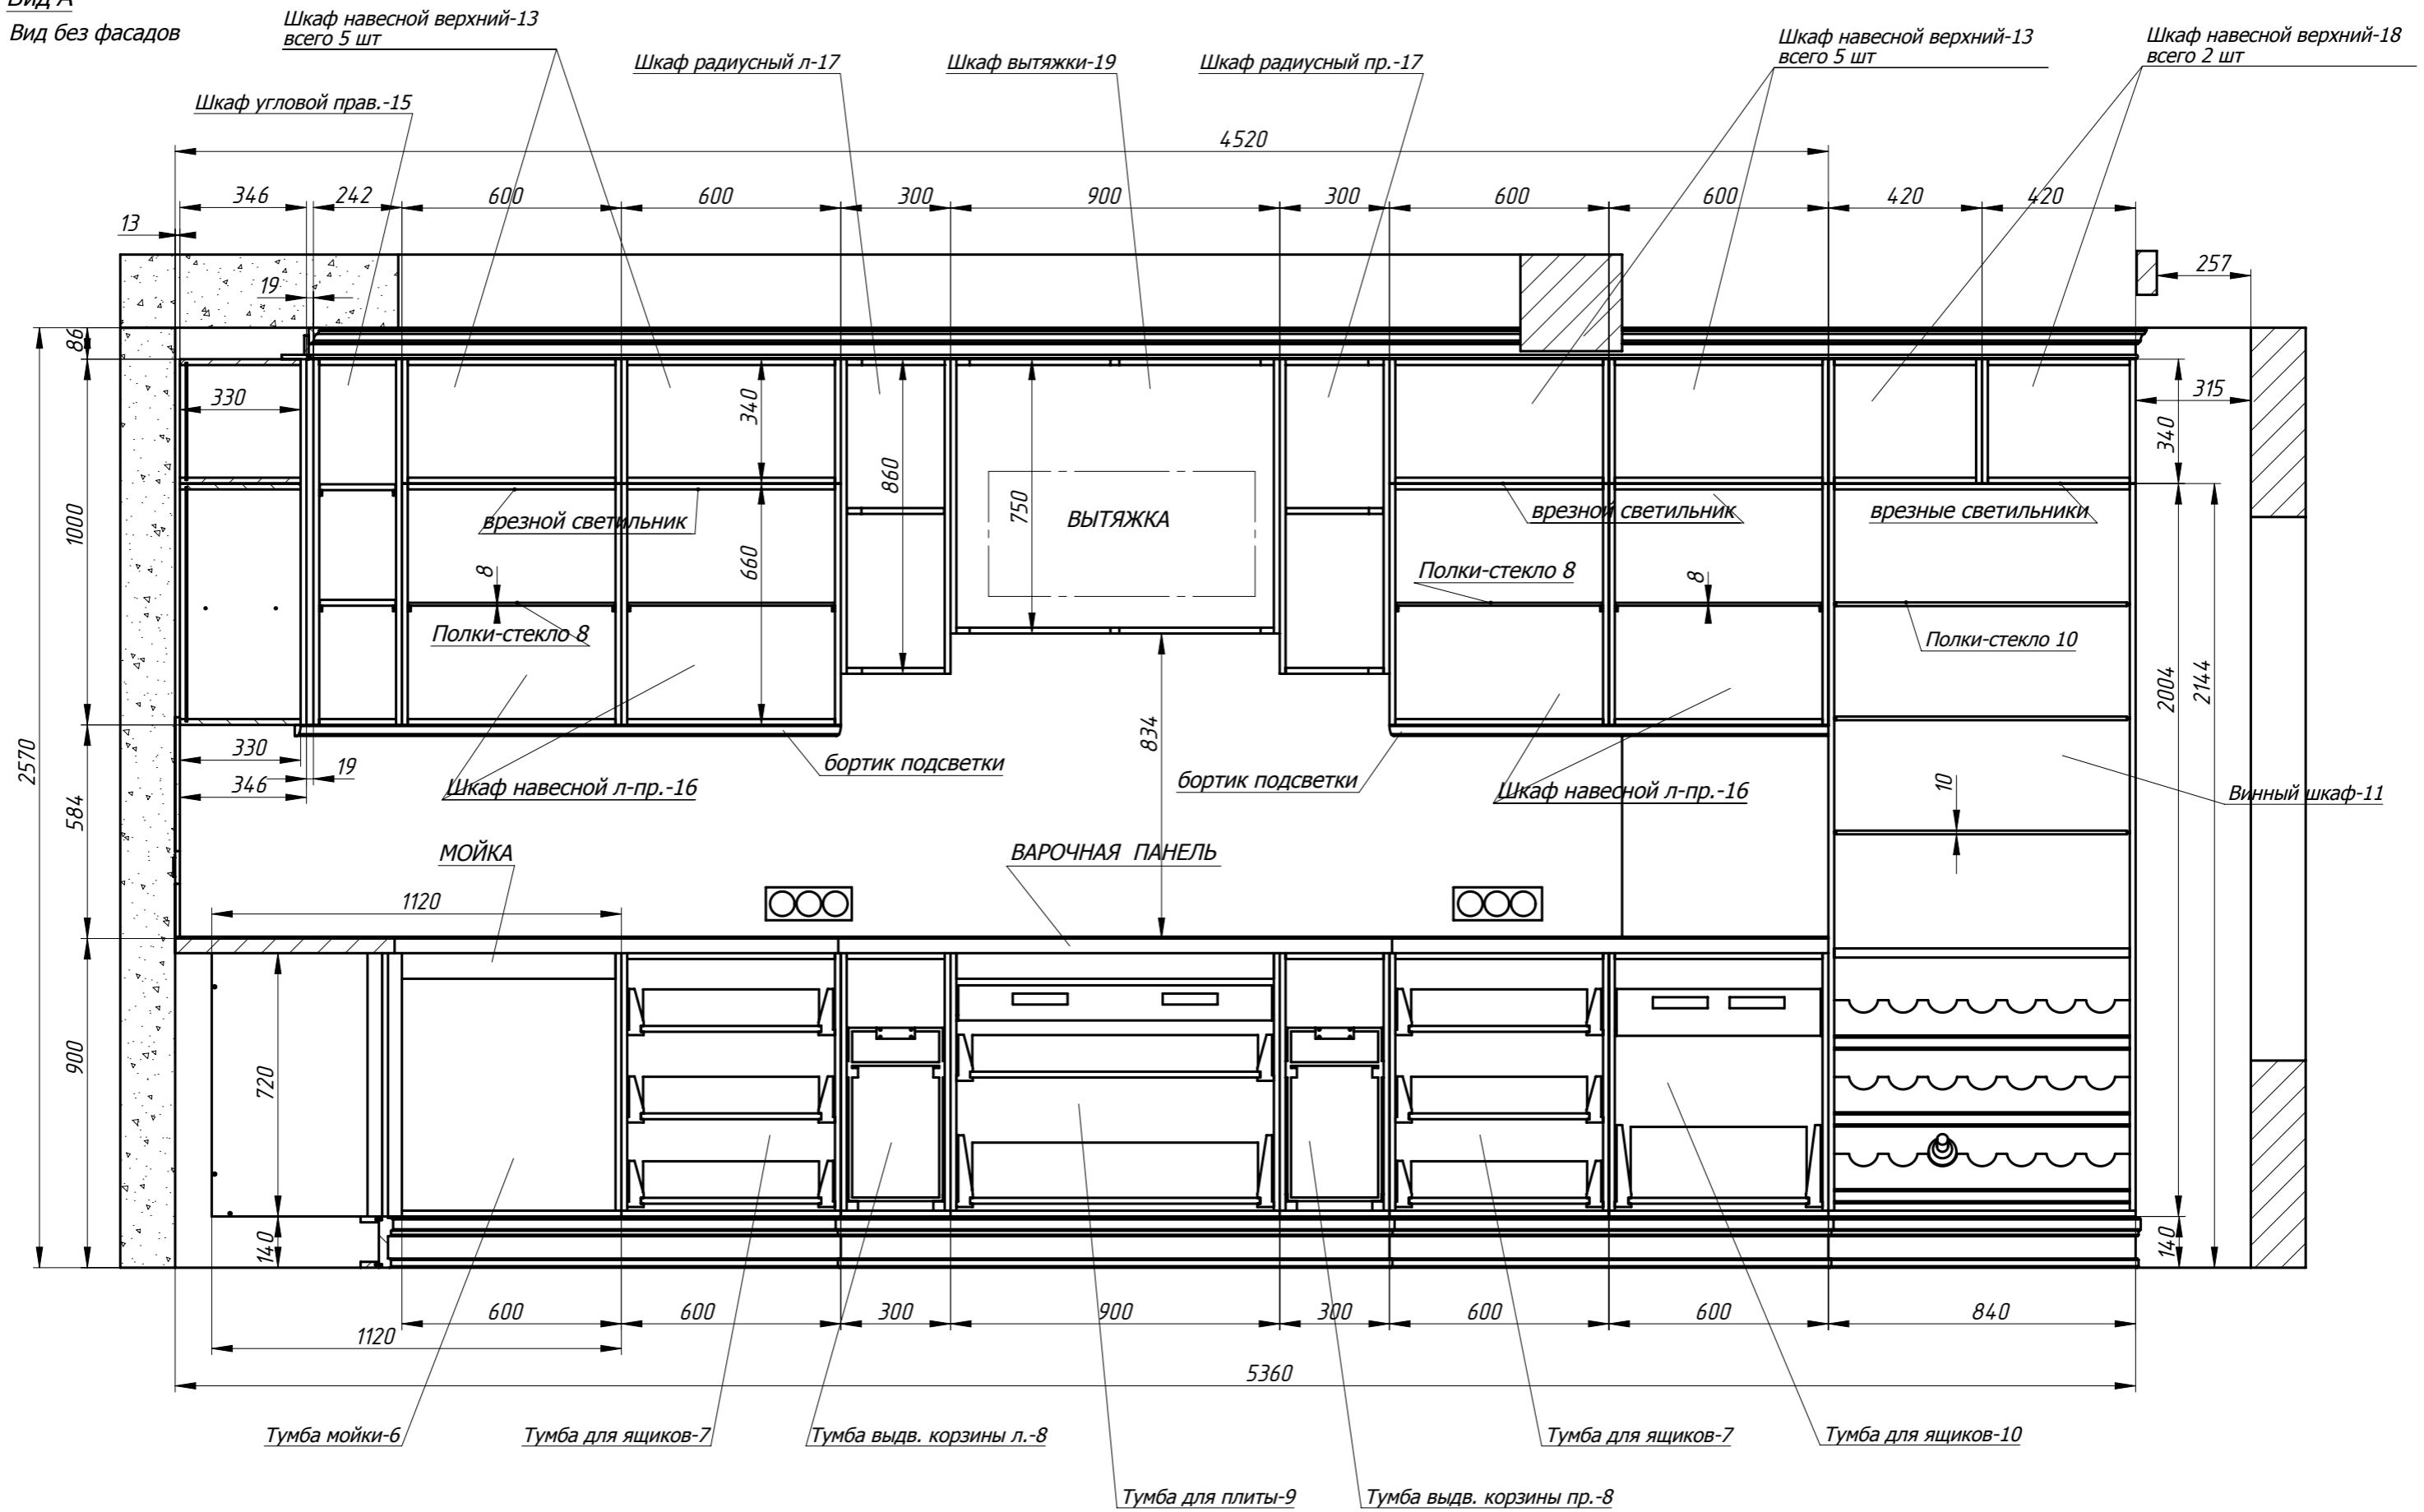 Вид А
Вид без фасадов
Шкаф навесной верхний-13
всего 5 шт
Шкаф угловой прав.-15
Шкаф радиусный л-17
Шкаф вытяжки-19
Шкаф радиусный пр.-17
Шкаф навесной верхний-13
всего 5 шт
Шкаф навесной верхний-18
всего 2 шт
4520
346
242
600
600
300
900
300
600
600
420
420
13
19
257
86
330
340
860
750
340
315
1000
врезной светильник
ВЫТЯЖКА
врезной светильник
врезные светильники
8
660
Полки-стекло 8
8
Полки-стекло 8
Полки-стекло 10
2004
2144
2570
834
330
19
346
584
бортик подсветки
Шкаф навесной л-пр.-16
бортик подсветки
Шкаф навесной л-пр.-16
10
Винный шкаф-11
МОЙКА
ВАРОЧНАЯ ПАНЕЛЬ
1120
900
720
140
140
600
600
300
900
300
600
600
840
1120
5360
Тумба мойки-6
Тумба для ящиков-7
Тумба выдв. корзины л.-8
Тумба для ящиков-7
Тумба для ящиков-10
Тумба для плиты-9
Тумба выдв. корзины пр.-8